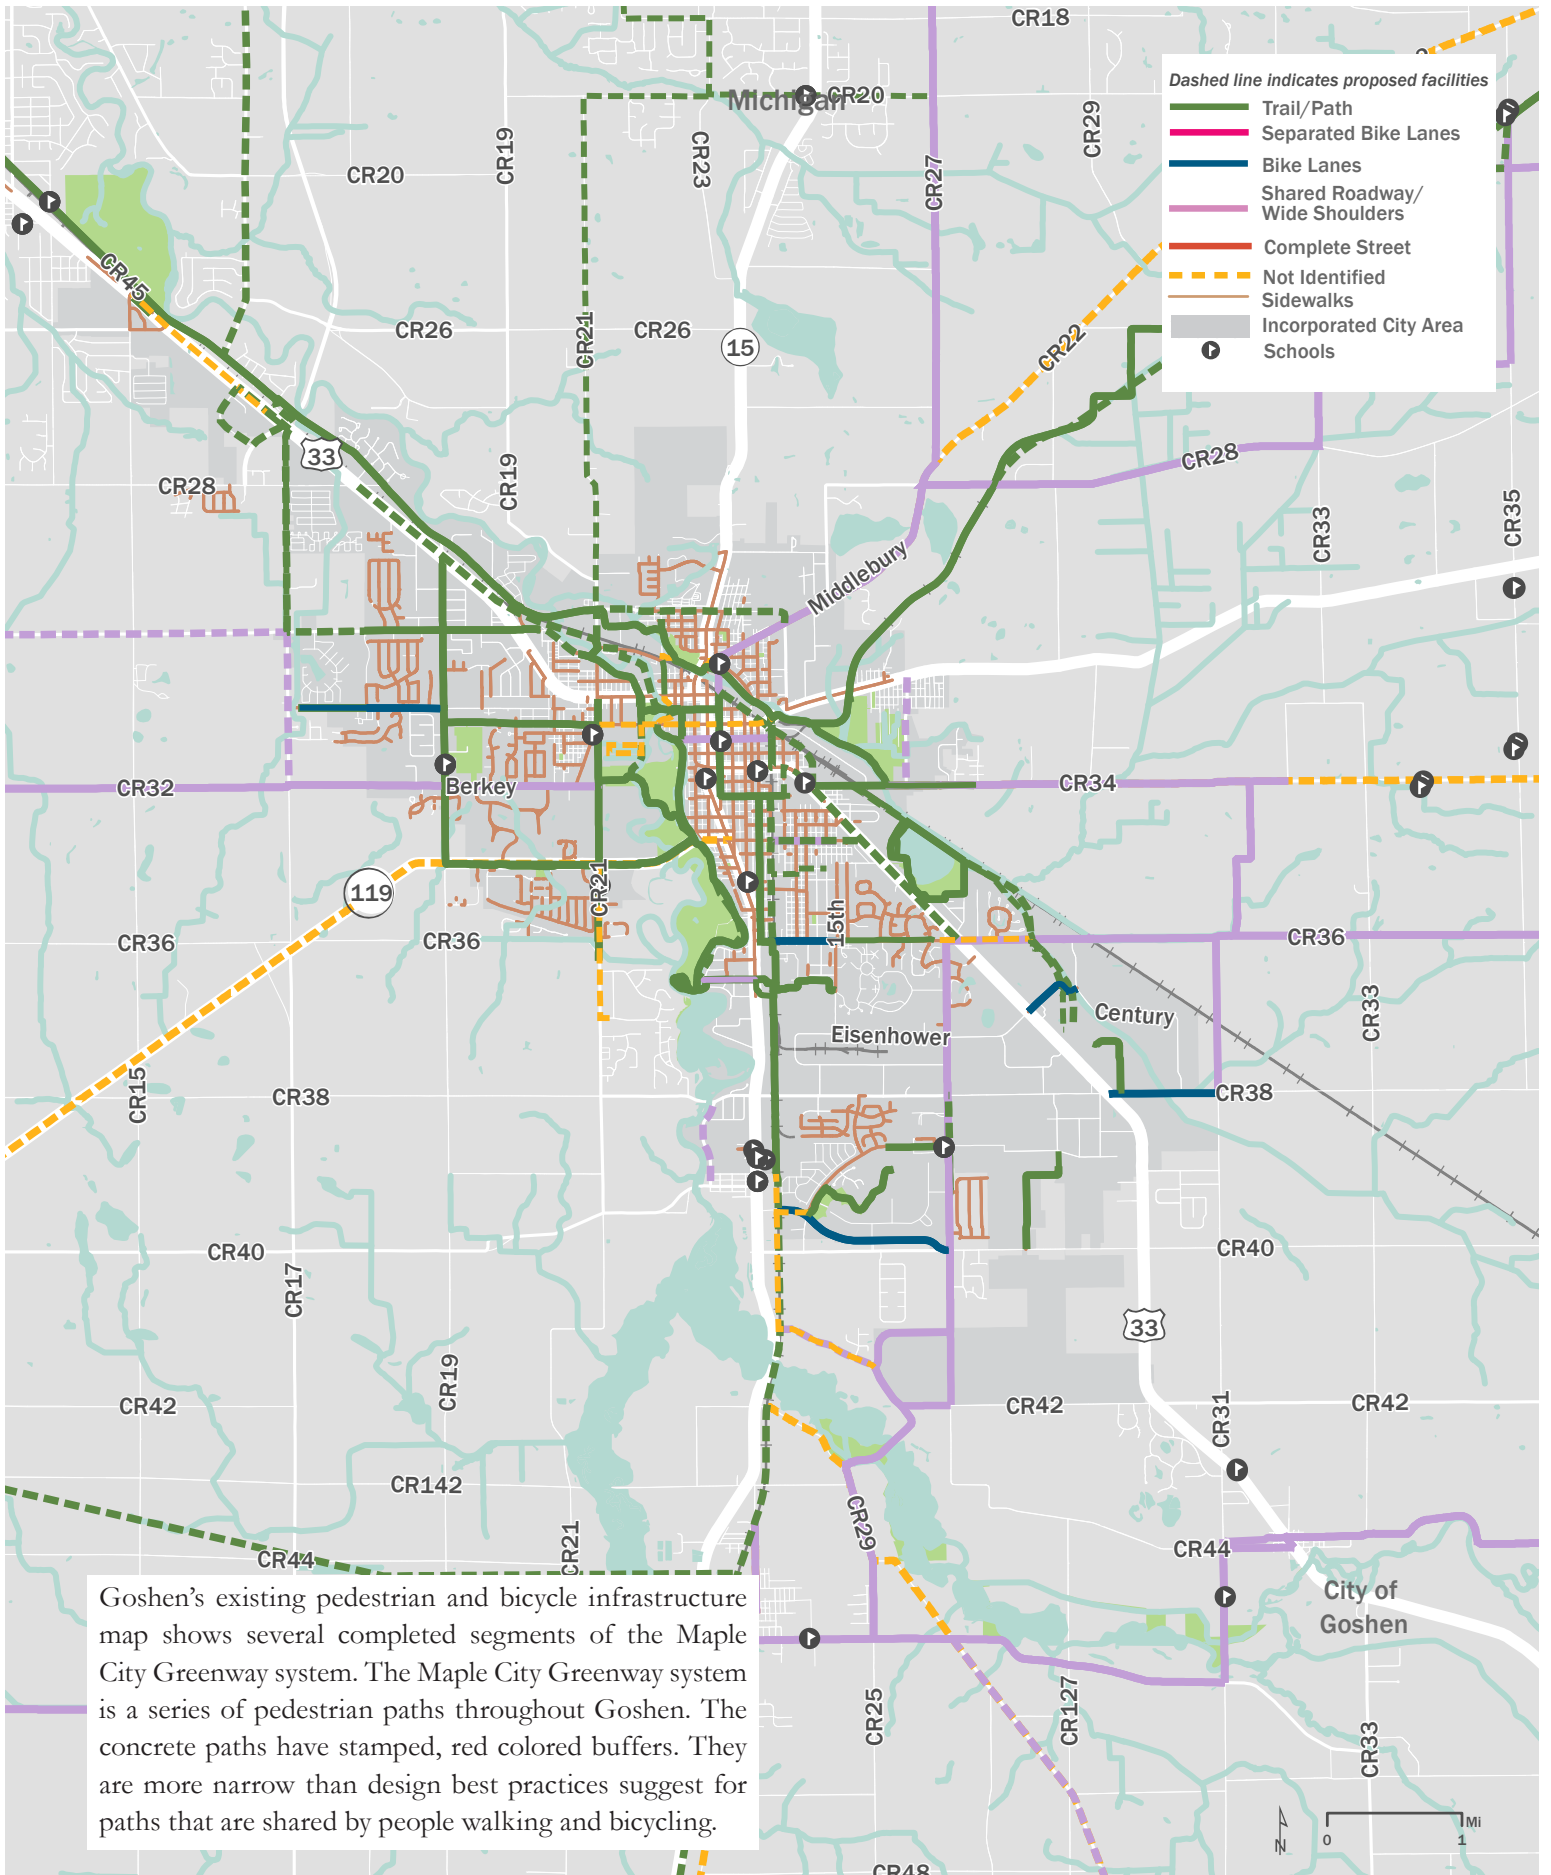 CR18
Michigan
CR20
CR29
CR19
CR23
CR20
CR27
Dashed line indicates proposed facilities
Trail/Path
Separated Bike Lanes
Bike Lanes
Shared Roadway/
Wide Shoulders
Complete Street
Not Identified
Sidewalks
Incorporated City Area
Schools
CR45
CR26
CR21
CR26
15
CR22
33
CR28
CR19
CR28
CR33
CR35
Middlebury
CR32
Berkey
CR34
119
CR21
CR36
CR36
15th
CR36
CR33
Century
Eisenhower
CR15
CR38
CR38
CR40
CR17
CR40
33
CR19
CR42
CR42
CR31
CR42
CR142
CR29
CR21
CR44
CR44
City of
Goshen
Goshen’s existing pedestrian and bicycle infrastructure
map shows several completed segments of the Maple
City Greenway system. The Maple City Greenway system
is a series of pedestrian paths throughout Goshen. The
concrete paths have stamped, red colored buffers. They
are more narrow than design best practices suggest for
paths that are shared by people walking and bicycling.
CR25
CR127
CR33
N
Mi
0
1
CR48